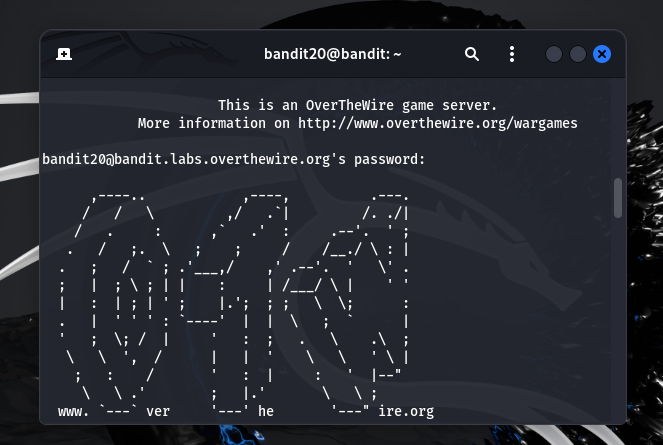 bandit20@bandit: ~
This is an OverTheWire game server.
More information on http://www.overthewire.org/wargames
bandit20@bandit.labs.overthewire.org's password:
www. `---` ver '---' he '---" ire.org